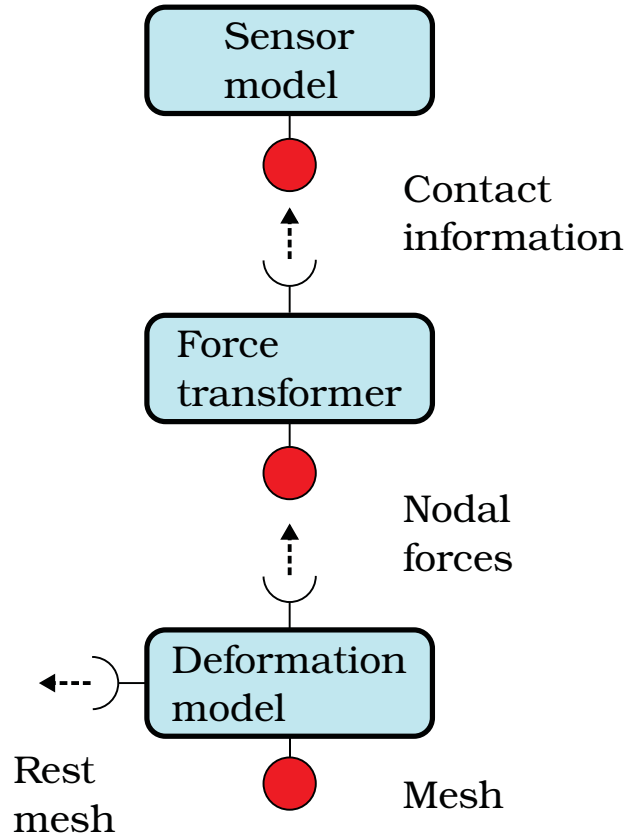 Sensor
model
Contact
information
Force
transformer
Nodal
forces
Deformation
model
Rest
mesh
Mesh